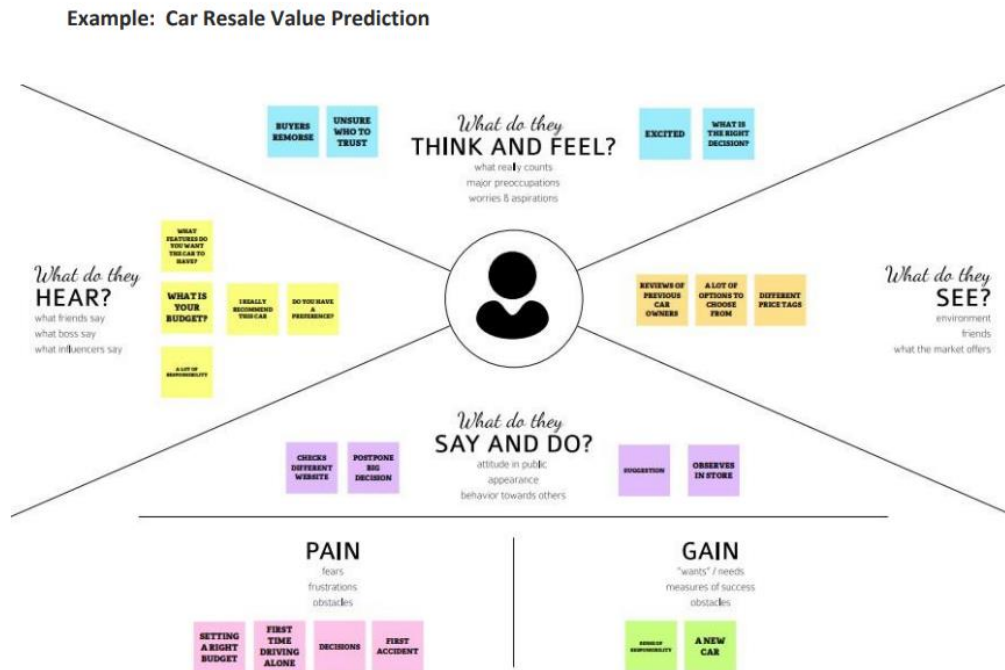 Example: Car Resale Value Prediction
BUYERS
REMORSE
UNSURE
WHO TO
TRUST
What do they
THINK AND FEEL?
what really counts
major preoccupations
worries & aspirations
EXCITED
WHAT IS
THE RIGHT
DECISION?
What do they
HEAR?
what friends say
what boss say
what influencers say
WHAT
FEATURES DO
YOU WANT
THE CAR TO
HAVE?
WHAT IS
YOUR
BUDGET?
I REALLY
RECOMMEND
THIS CAR
DO YOU HAVE
A
PREFERENCE?
A LOT OF
RESPONSIBILITY
REVIEWS OF
PREVIOUS
CAR
OWNERS
A LOT OF
OPTIONS TO
CHOOSE
FROM
DIFFERENT
PRICE TAGS
What do they
SEE?
environment
friends
what the market offers
What do they
SAY AND DO?
attitude in public
appearance
behavior towards others
CHECKS
DIFFERENT
WEBSITE
POSTPONE
BIG
DECISION
SUGGESTION
OBSERVES
IN STORE
PAIN
fears
frustrations
obstacles
SETTING
A RIGHT
BUDGET
FIRST
TIME
DRIVING
ALONE
DECISIONS
FIRST
ACCIDENT
GAIN
"wants" / needs
measures of success
obstacles
SENSE OF
RESPONSIBILITY
A NEW
CAR